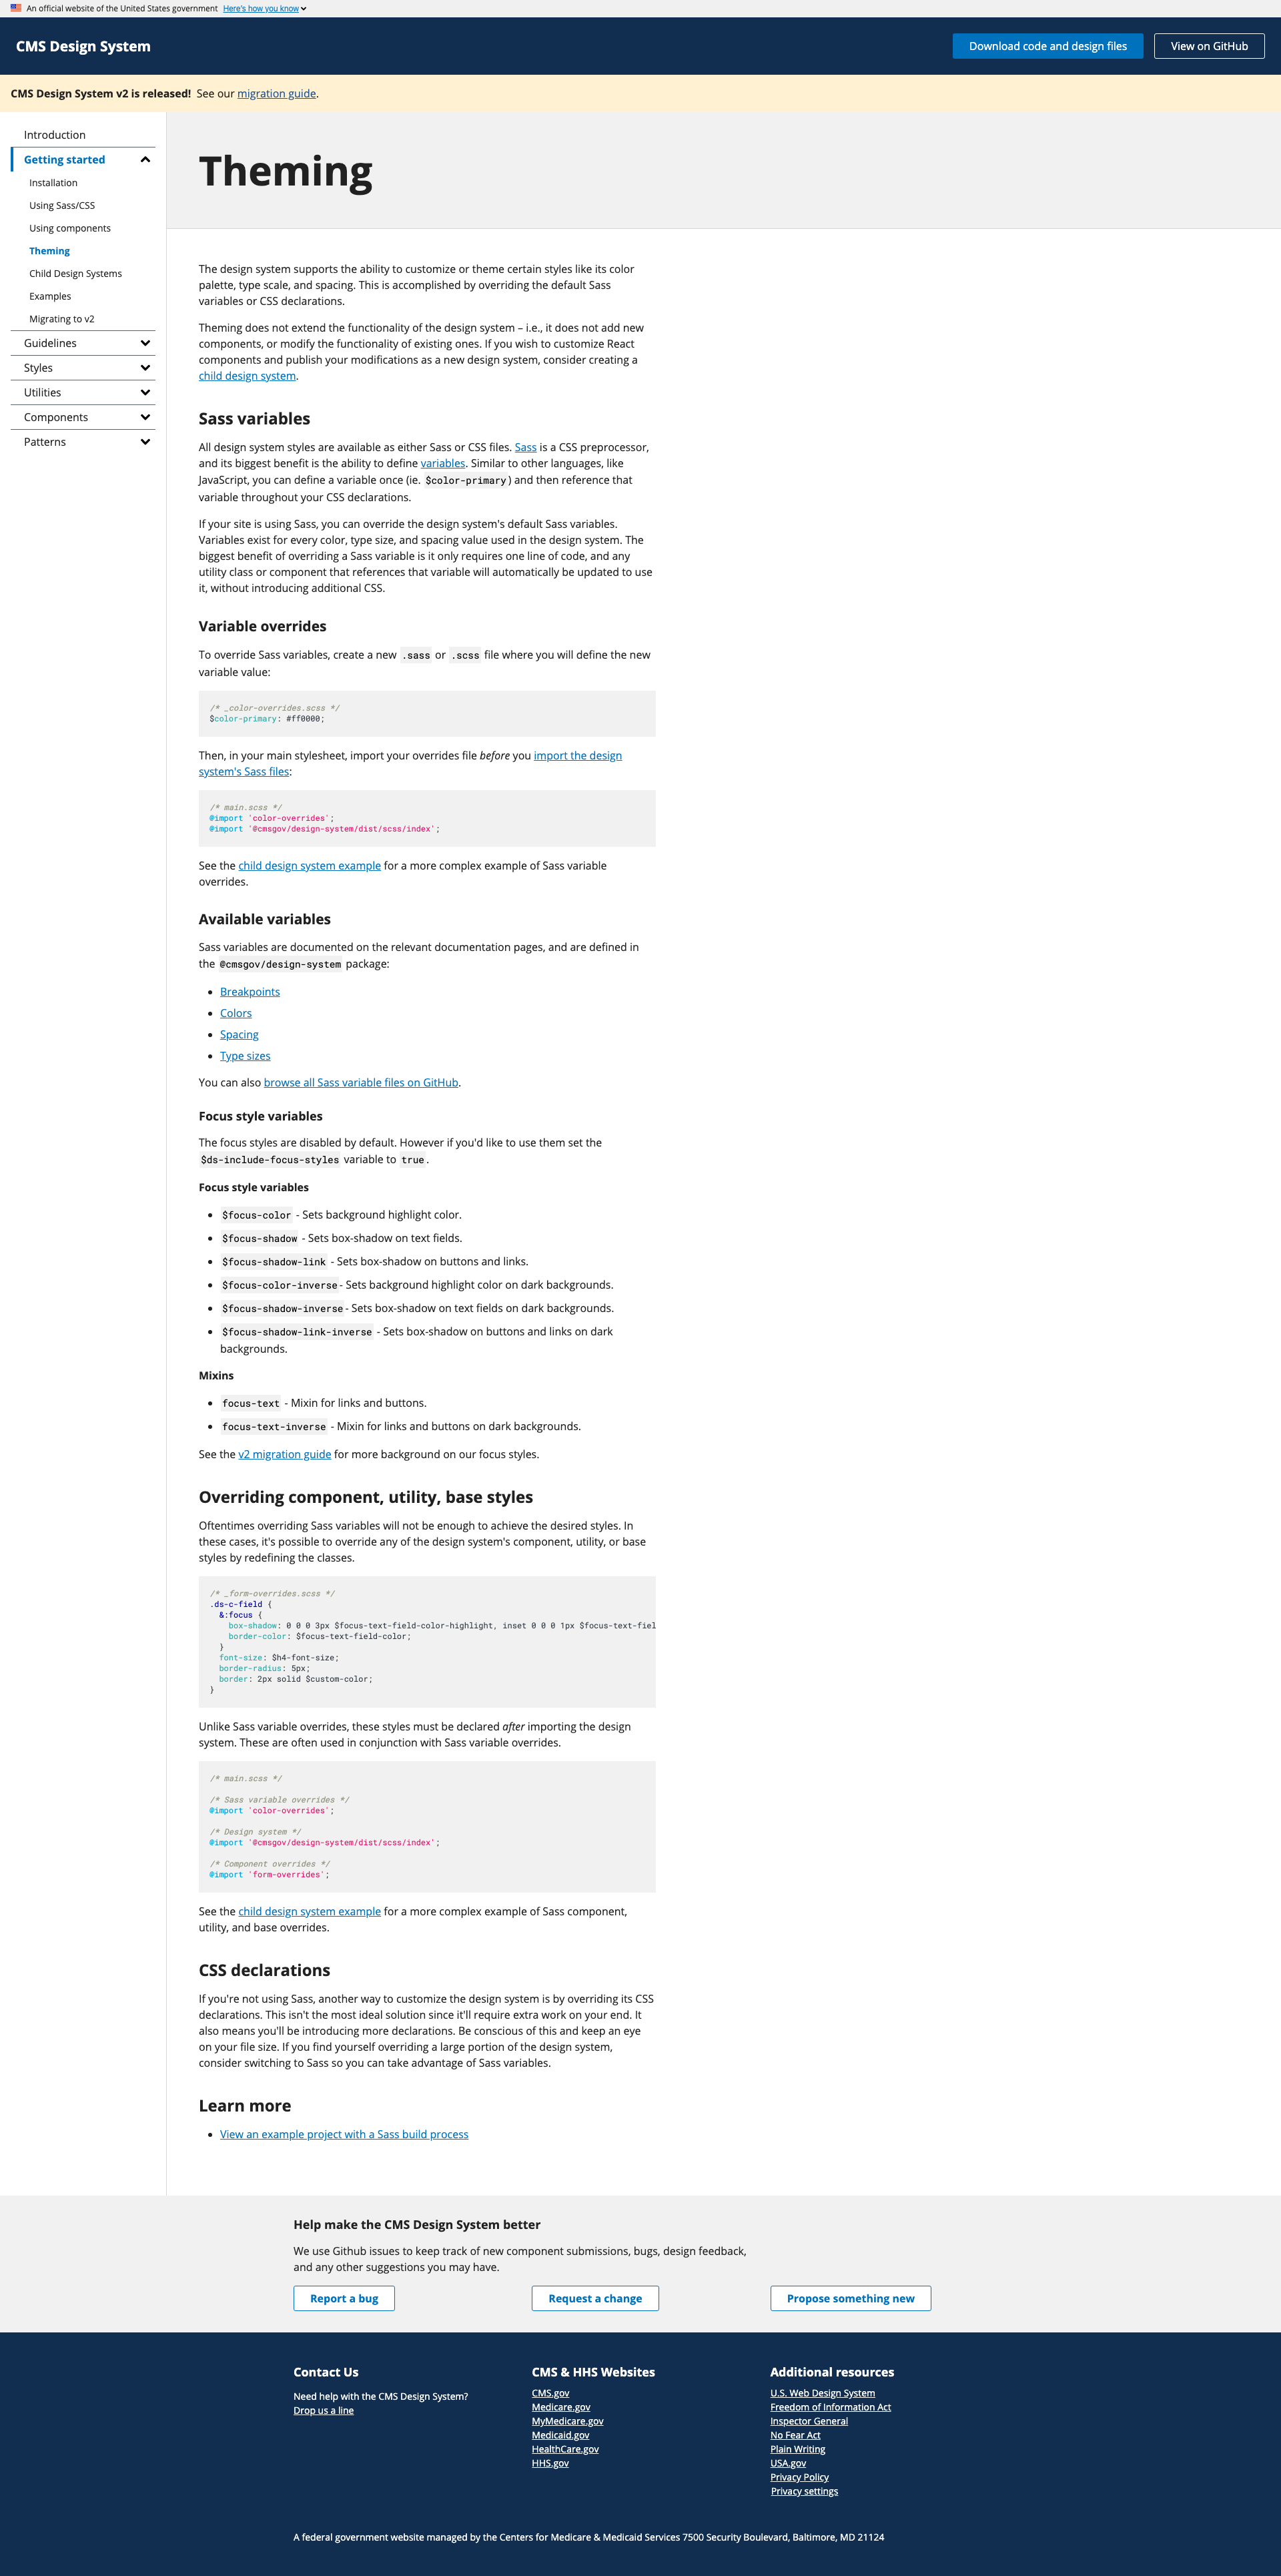 An official website of the United States government Here's how you know
CMS Design System
Download code and design files
View on GitHub
CMS Design System v2 is released! See our migration guide.
Introduction
Getting started
Installation
Using Sass/CSS
Using components
Theming
Child Design Systems
Examples
Migrating to v2
Guidelines
Styles
Utilities
Components
Patterns
Theming
The design system supports the ability to customize or theme certain styles like its color
palette, type scale, and spacing. This is accomplished by overriding the default Sass
variables or CSS declarations.
Theming does not extend the functionality of the design system – i.e., it does not add new
components, or modify the functionality of existing ones. If you wish to customize React
components and publish your modifications as a new design system, consider creating a
child design system.
Sass variables
All design system styles are available as either Sass or CSS files. Sass is a CSS preprocessor,
and its biggest benefit is the ability to define variables. Similar to other languages, like
JavaScript, you can define a variable once (ie. $color-primary) and then reference that
variable throughout your CSS declarations.
If your site is using Sass, you can override the design system's default Sass variables.
Variables exist for every color, type size, and spacing value used in the design system. The
biggest benefit of overriding a Sass variable is it only requires one line of code, and any
utility class or component that references that variable will automatically be updated to use
it, without introducing additional CSS.
Variable overrides
To override Sass variables, create a new .sass or .scss file where you will define the new
variable value:
/* _color-overrides.scss */
$color-primary: #ff0000;
Then, in your main stylesheet, import your overrides file before you import the design
system's Sass files:
/* main.scss */
@import 'color-overrides';
@import '@cmsgov/design-system/dist/scss/index';
See the child design system example for a more complex example of Sass variable
overrides.
Available variables
Sass variables are documented on the relevant documentation pages, and are defined in
the @cmsgov/design-system package:
• Breakpoints
• Colors
• Spacing
• Type sizes
You can also browse all Sass variable files on GitHub.
Focus style variables
The focus styles are disabled by default. However if you'd like to use them set the
$ds-include-focus-styles variable to true.
Focus style variables
• $focus-color - Sets background highlight color.
• $focus-shadow - Sets box-shadow on text fields.
• $focus-shadow-link - Sets box-shadow on buttons and links.
• $focus-color-inverse- Sets background highlight color on dark backgrounds.
• $focus-shadow-inverse- Sets box-shadow on text fields on dark backgrounds.
• $focus-shadow-link-inverse - Sets box-shadow on buttons and links on dark
backgrounds.
Mixins
• focus-text - Mixin for links and buttons.
• focus-text-inverse - Mixin for links and buttons on dark backgrounds.
See the v2 migration guide for more background on our focus styles.
Overriding component, utility, base styles
Oftentimes overriding Sass variables will not be enough to achieve the desired styles. In
these cases, it's possible to override any of the design system's component, utility, or base
styles by redefining the classes.
/* _form-overrides.scss */
.ds-c-field {
&:focus {
box-shadow: 0 0 0 3px $focus-text-field-color-highlight, inset 0 0 0 1px $focus-text-fiel
border-color: $focus-text-field-color;
}
font-size: $h4-font-size;
border-radius: 5px;
border: 2px solid $custom-color;
}
Unlike Sass variable overrides, these styles must be declared after importing the design
system. These are often used in conjunction with Sass variable overrides.
/* main.scss */
/* Sass variable overrides */
@import 'color-overrides';
/* Design system */
@import '@cmsgov/design-system/dist/scss/index';
/* Component overrides */
@import 'form-overrides';
See the child design system example for a more complex example of Sass component,
utility, and base overrides.
CSS declarations
If you're not using Sass, another way to customize the design system is by overriding its CSS
declarations. This isn't the most ideal solution since it'll require extra work on your end. It
also means you'll be introducing more declarations. Be conscious of this and keep an eye
on your file size. If you find yourself overriding a large portion of the design system,
consider switching to Sass so you can take advantage of Sass variables.
Learn more
• View an example project with a Sass build process
Help make the CMS Design System better
We use Github issues to keep track of new component submissions, bugs, design feedback,
and any other suggestions you may have.
Report a bug
Request a change
Propose something new
Contact Us
Need help with the CMS Design System?
Drop us a line
CMS & HHS Websites
CMS.gov
Medicare.gov
MyMedicare.gov
Medicaid.gov
HealthCare.gov
HHS.gov
Additional resources
U.S. Web Design System
Freedom of Information Act
Inspector General
No Fear Act
Plain Writing
USA.gov
Privacy Policy
Privacy settings
A federal government website managed by the Centers for Medicare & Medicaid Services 7500 Security Boulevard, Baltimore, MD 21124